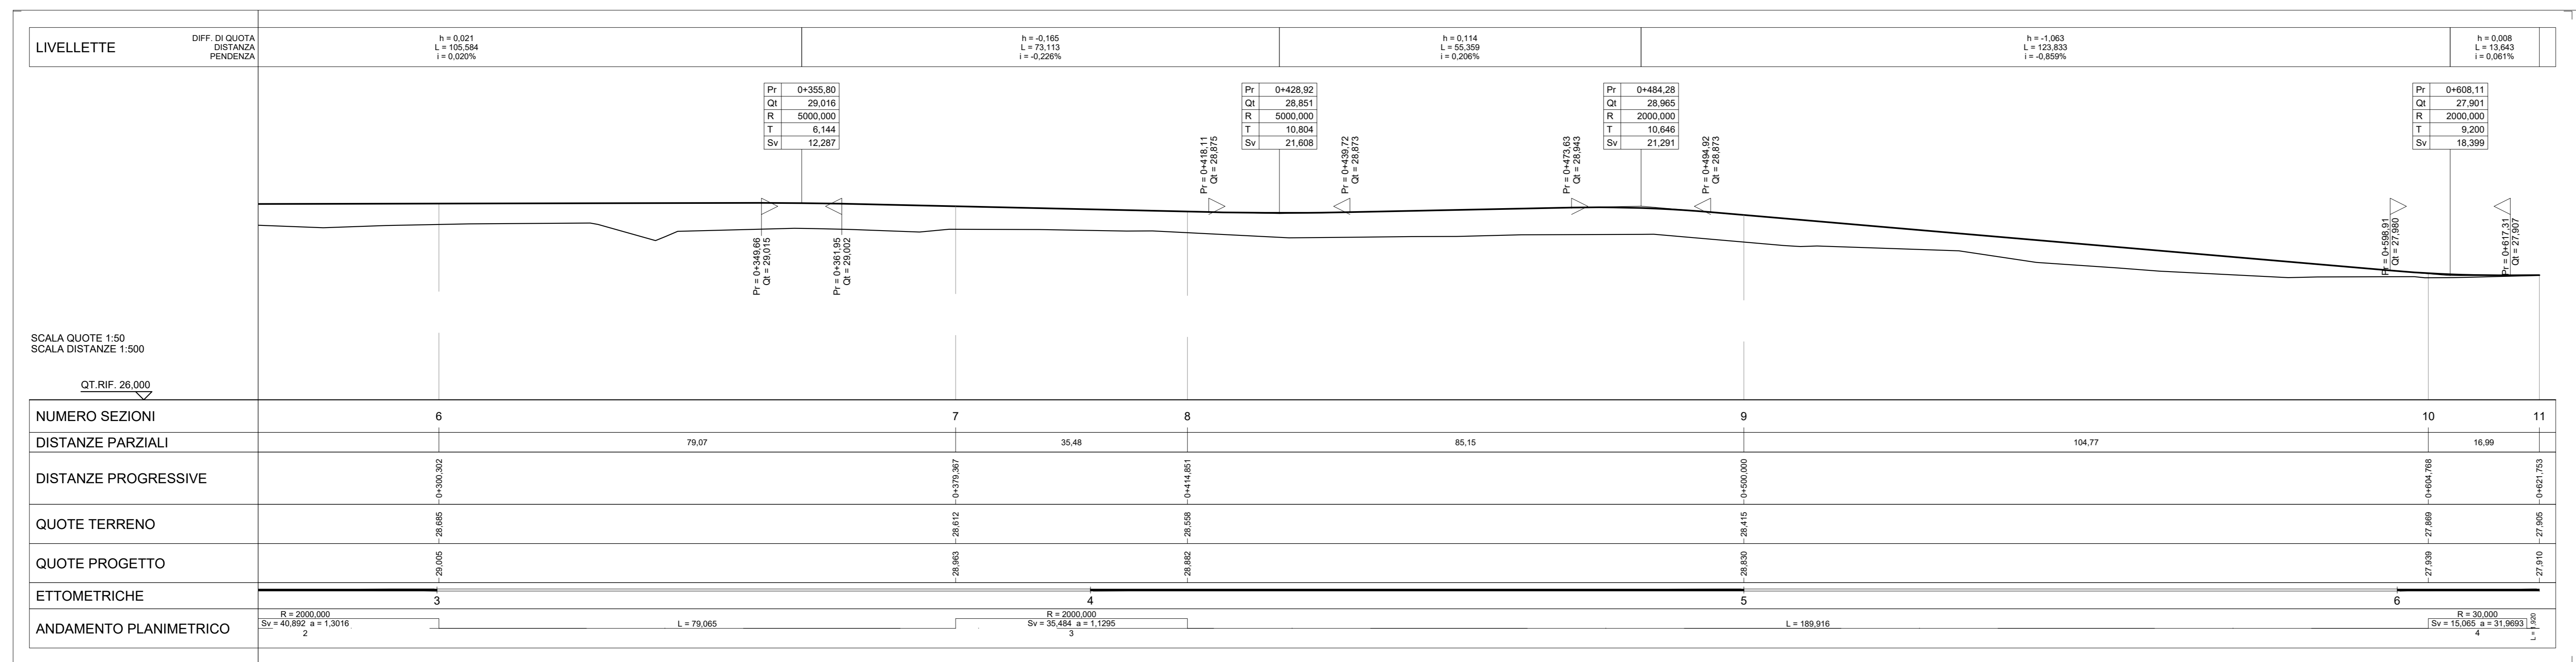 LIVELLETTE
DIFF. DI QUOTA
DISTANZA
PENDENZA
h = 0,021
L = 105,584
i = 0,020%
h = -0,165
L = 73,113
i = -0,226%
h = 0,114
L = 55,359
i = 0,206%
h = -1,063
L = 123,833
i = -0,859%
h = 0,008
L = 13,643
i = 0,061%
Pr 0+355,80
Qt 29,016
R 5000,000
T 6,144
Sv 12,287
Pr 0+428,92
Qt 28,851
R 5000,000
T 10,804
Sv 21,608
Pr 0+484,28
Qt 28,965
R 2000,000
T 10,646
Sv 21,291
Pr 0+608,11
Qt 27,901
R 2000,000
T 9,200
Sv 18,399
Pr = 0+349,66
Qt = 29,015
Pr = 0+361,95
Qt = 29,002
Pr = 0+418,11
Qt = 28,875
Pr = 0+439,72
Qt = 28,873
Pr = 0+473,63
Qt = 28,943
Pr = 0+494,92
Qt = 28,873
Pr = 0+598,91
Qt = 27,980
Pr = 0+617,31
Qt = 27,907
SCALA QUOTE 1:50
SCALA DISTANZE 1:500
QT.RIF. 26,000
NUMERO SEZIONI 6 7 8 9 10 11
DISTANZE PARZIALI 79,07 35,48 85,15 104,77 16,99
DISTANZE PROGRESSIVE 0+300,302 0+379,367 0+414,851 0+500,000 0+604,768 0+621,753
QUOTE TERRENO 28,685 28,612 28,558 28,415 27,869 27,905
QUOTE PROGETTO 29,005 28,963 28,882 28,830 27,939 27,910
ETTOMETRICHE 3 4 5 6
ANDAMENTO PLANIMETRICO
R = 2000,000
Sv = 40,892 a = 1,3016
2
L = 79,065
R = 2000,000
Sv = 35,484 a = 1,1295
3
L = 189,916
R = 30,000
Sv = 15,065 a = 31,9693
4
L = 1,920